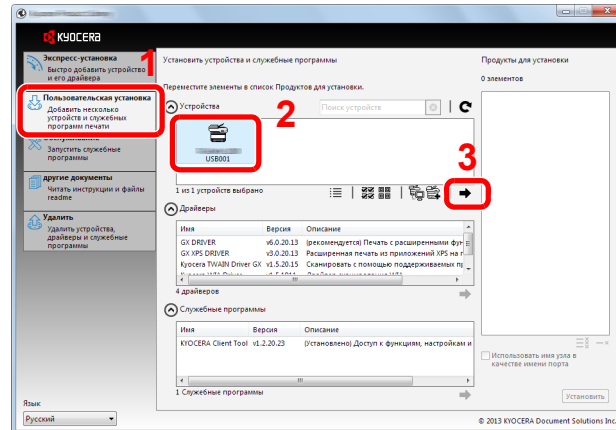 KYOCERA
1
Экспресс-установка
Быстро добавить устройство
и его драйвера
Пользовательская установка
Добавить несколько
устройств и служебных
программ печати
Запустить служебные
программы
другие документы
Читать инструкции и файлы
readme
Удалить
Удалить устройства,
драйверы и служебные
программы
Язык:
Русский
Установить устройства и служебные программы
Переместите элементы в список Продуктов для установки.
Устройства
Поиск устройств
2
USB001
3
1 из 1 устройств выбрано
Драйверы
Имя Версия Описание
GX DRIVER v6.0.20.13 (рекомендуется) Печать с расширенными фун
GX XPS DRIVER v3.0.20.13 Расширенная печать из приложений XPS на п
Kyocera TWAIN Driver GX v1.5.20.15 Сканировать с помощью поддерживаемых пр
4 драйверов
Служебные программы
Имя Версия Описание
KYOCERA Client Tool v1.2.20.23 (Установлено) Доступ к функциям, настройкам и
1 Служебные программы
Продукты для установки
0 элементов
Использовать имя узла в
качестве имени порта
Установить
© 2013 KYOCERA Document Solutions Inc.